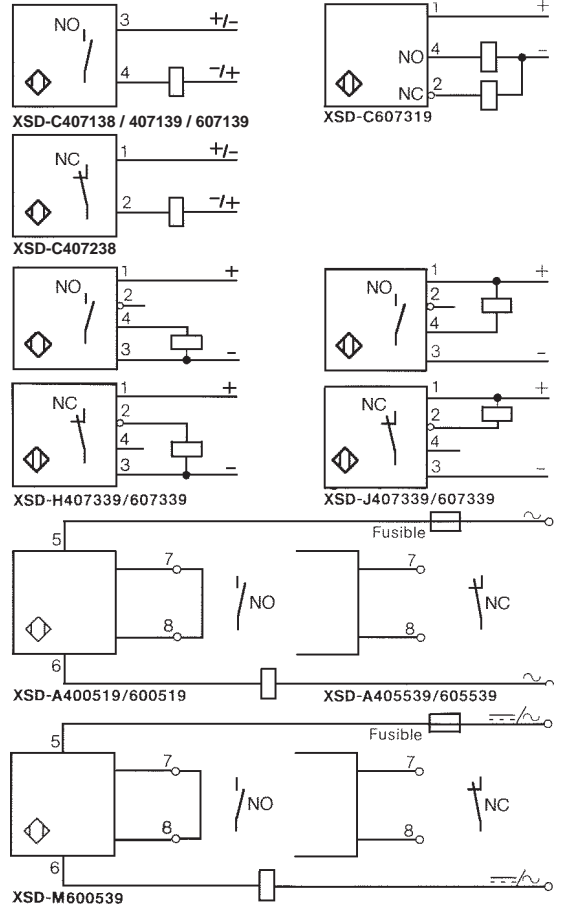 NO 3 +/−
4 −/+
XSD-C407138 / 407139 / 607139
1 +
NO 4 −
NC 2
XSD-C607319
NC 1 +/−
2 −/+
XSD-C407238
NO 1 +
2
4
3 −
NC 1 +
2
4
3 −
XSD-H407339/607339
NO 1 +
2
4
3 −
NC 1 +
2
4
3 −
XSD-J407339/607339
5 Fusible ~
7 NO 7 NC
8 8
6 ~
XSD-A400519/600519 XSD-A405539/605539
5 Fusible ⎓/~
7 NO 7 NC
8 8
6 ⎓/~
XSD-M600539